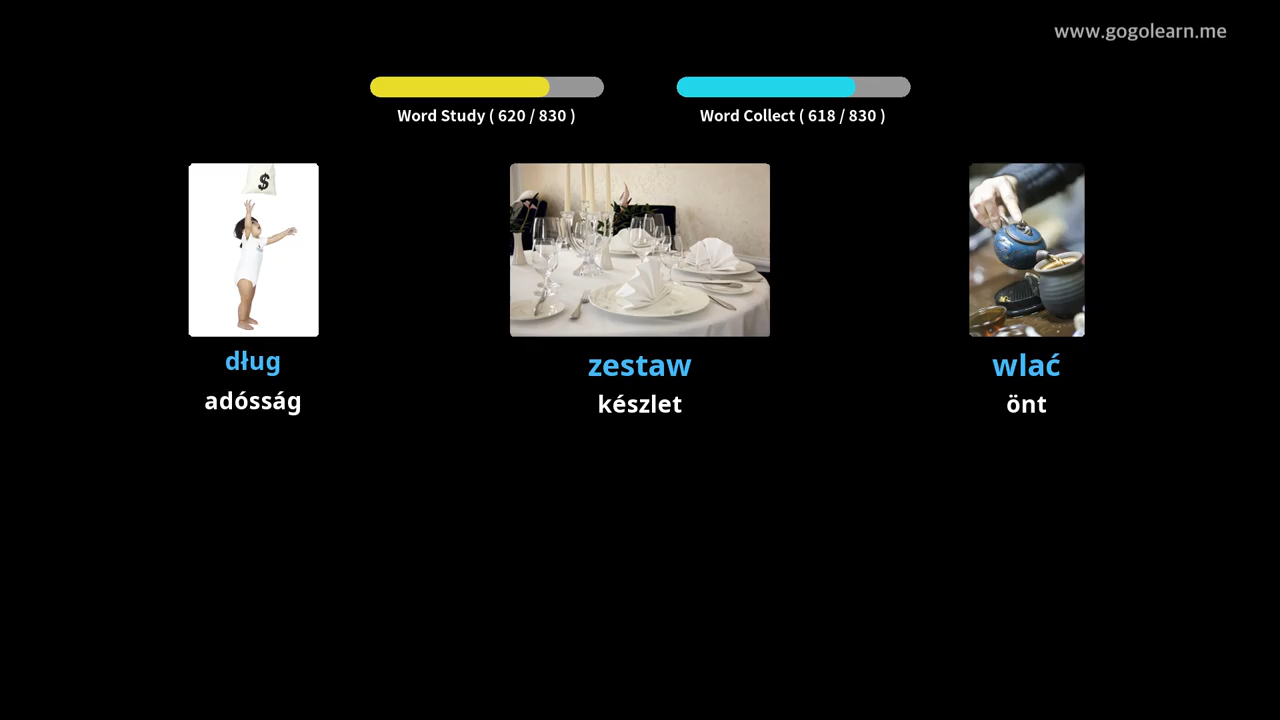 www.gogolearn.me
Word Study ( 620 / 830 )
Word Collect ( 618 / 830 )
$
dług
zestaw
wlać
adósság
készlet
önt